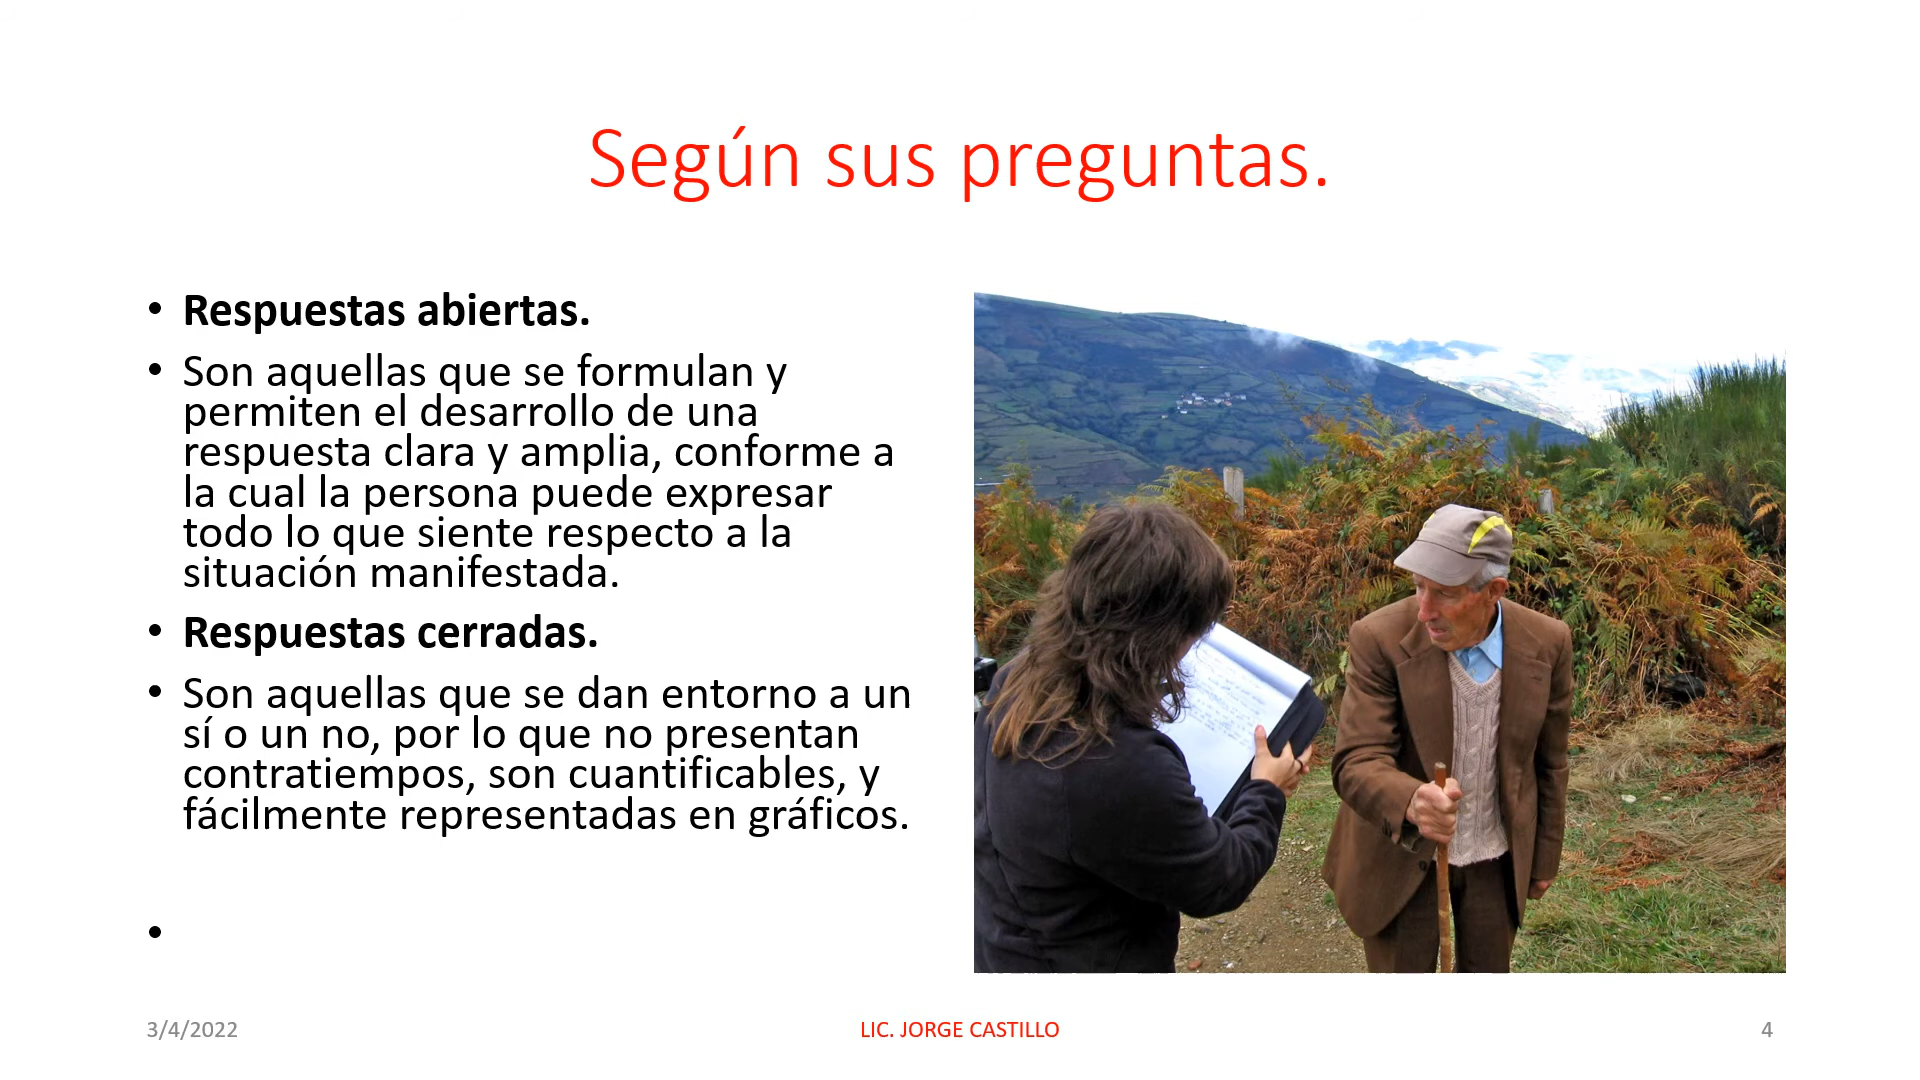 Según sus preguntas.
• Respuestas abiertas.
• Son aquellas que se formulan y
permiten el desarrollo de una
respuesta clara y amplia, conforme a
la cual la persona puede expresar
todo lo que siente respecto a la
situación manifestada.
• Respuestas cerradas.
• Son aquellas que se dan entorno a un
sí o un no, por lo que no presentan
contratiempos, son cuantificables, y
fácilmente representadas en gráficos.
•
3/4/2022
LIC. JORGE CASTILLO
4